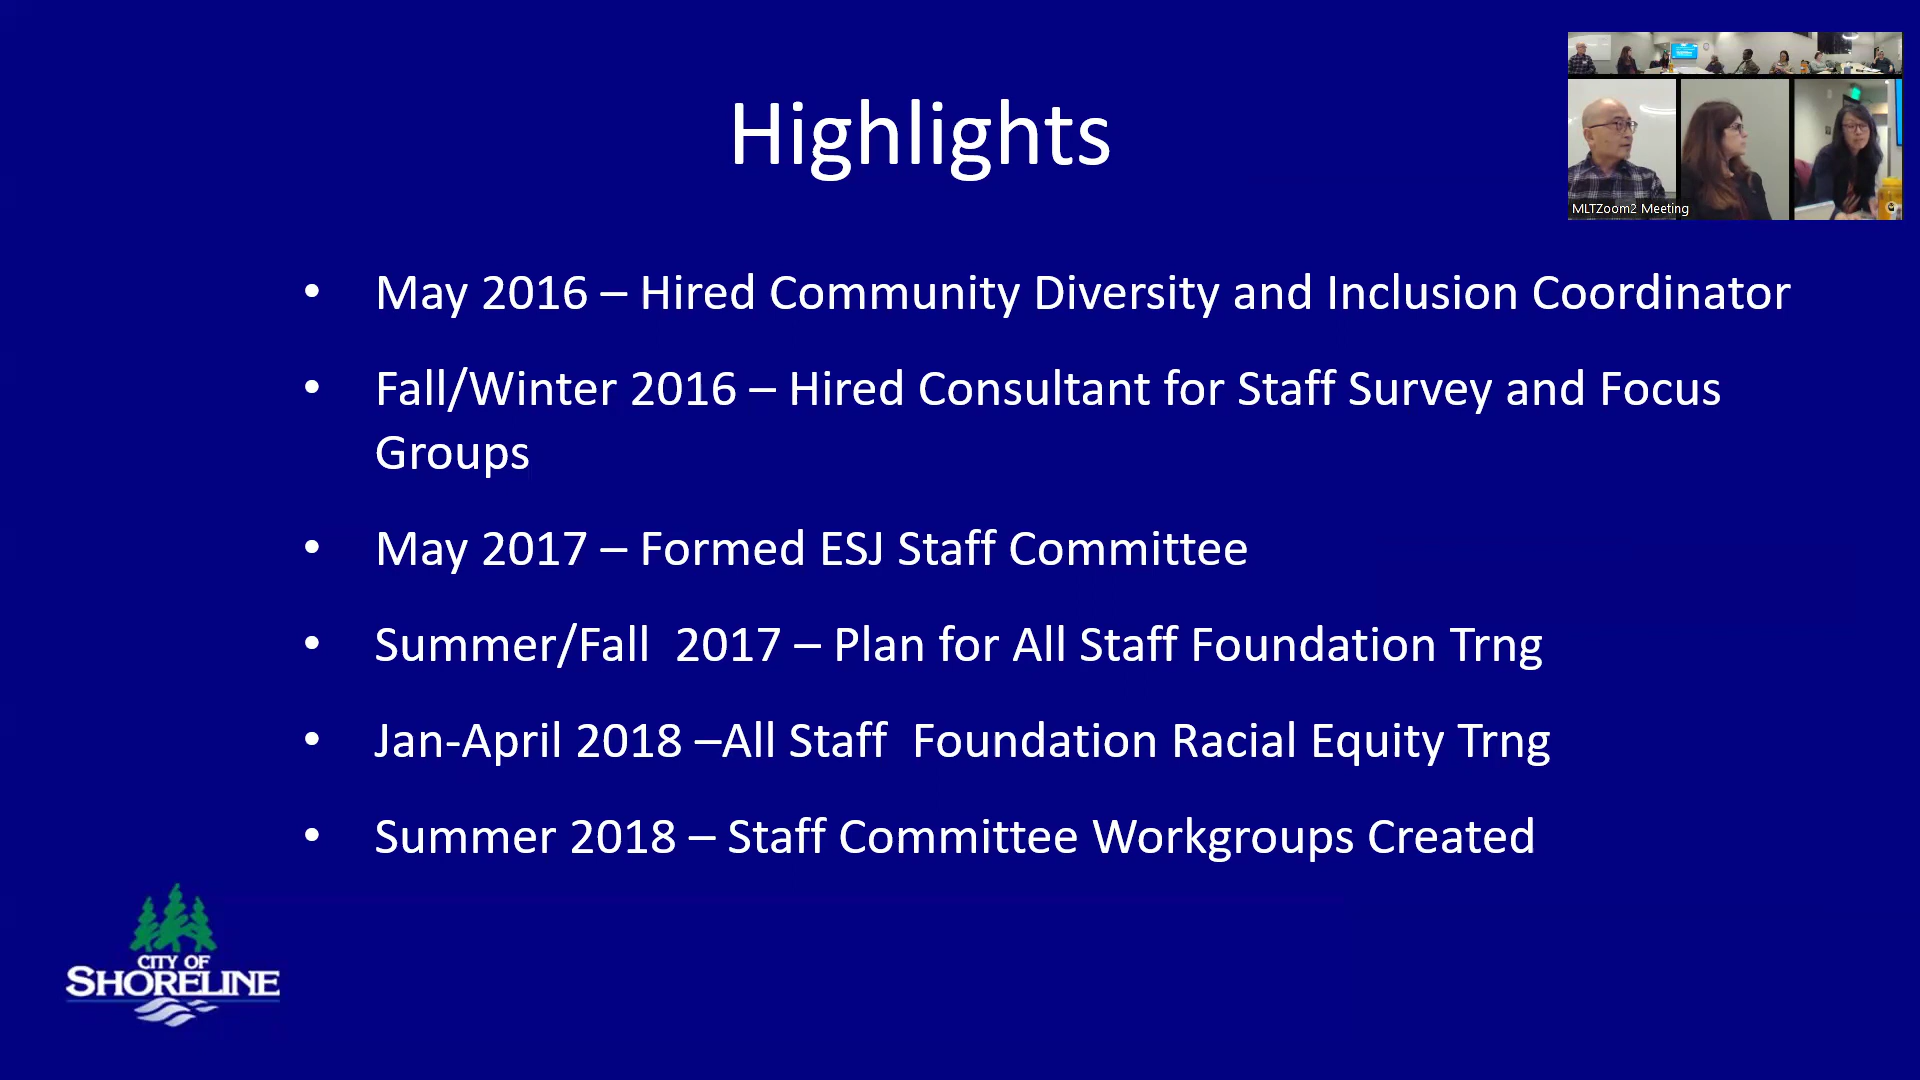 Highlights
MLTZoom2 Meeting
• May 2016 – Hired Community Diversity and Inclusion Coordinator
• Fall/Winter 2016 – Hired Consultant for Staff Survey and Focus
Groups
• May 2017 – Formed ESJ Staff Committee
• Summer/Fall  2017 – Plan for All Staff Foundation Trng
• Jan-April 2018 –All Staff  Foundation Racial Equity Trng
• Summer 2018 – Staff Committee Workgroups Created
CITY OF
SHORELINE